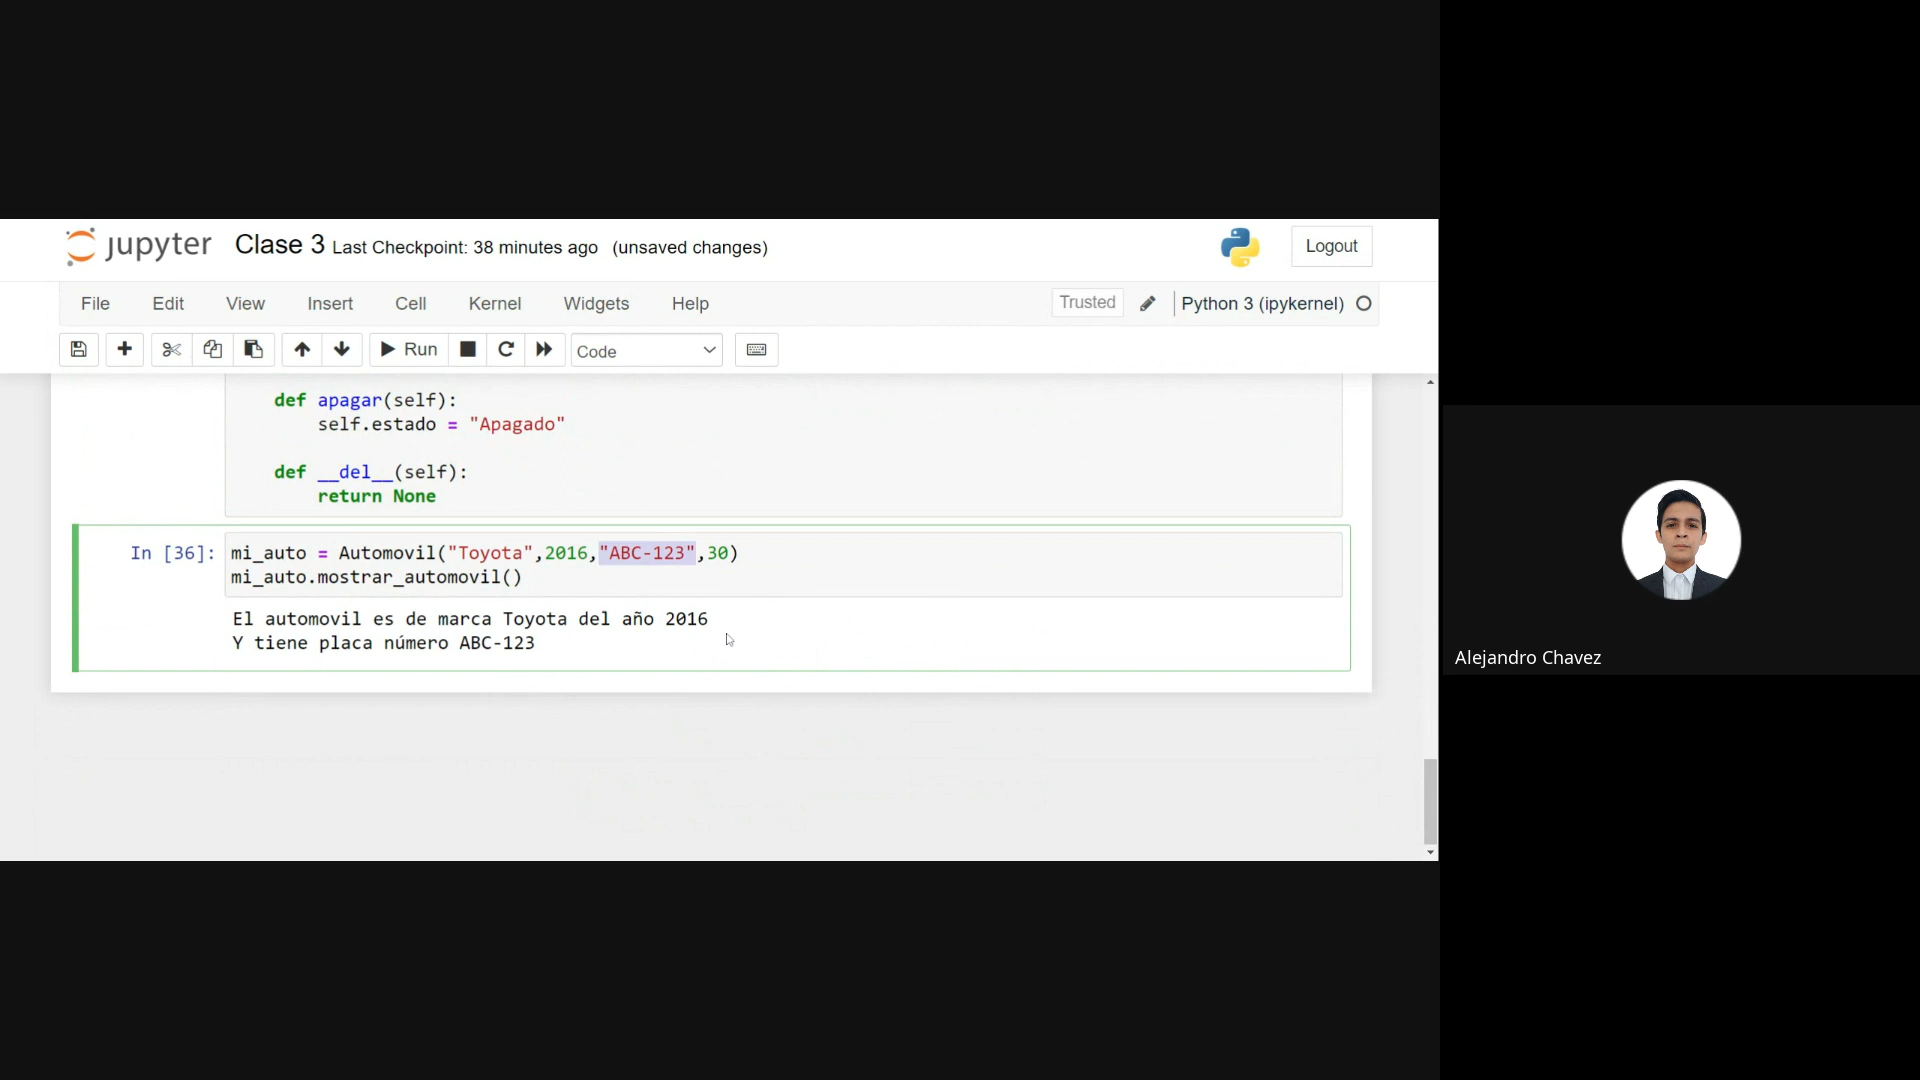 jupyter Clase 3 Last Checkpoint: 38 minutes ago (unsaved changes)
Logout
File Edit View Insert Cell Kernel Widgets Help
Trusted Python 3 (ipykernel)
Run Code
def apagar(self):
self.estado = "Apagado"
def __del__(self):
return None
In [36]: mi_auto = Automovil("Toyota",2016,"ABC-123",30)
mi_auto.mostrar_automovil()
El automovil es de marca Toyota del año 2016
Y tiene placa número ABC-123
Alejandro Chavez